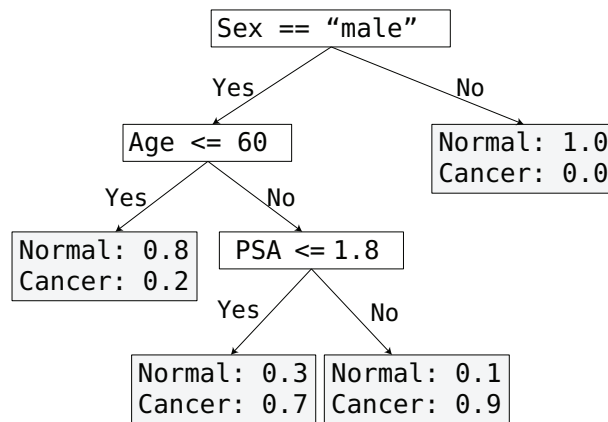 Sex == “male”
Yes
No
Age <= 60
Normal: 1.0
Cancer: 0.0
Yes
No
Normal: 0.8
Cancer: 0.2
PSA <= 1.8
Yes
No
Normal: 0.3
Cancer: 0.7
Normal: 0.1
Cancer: 0.9